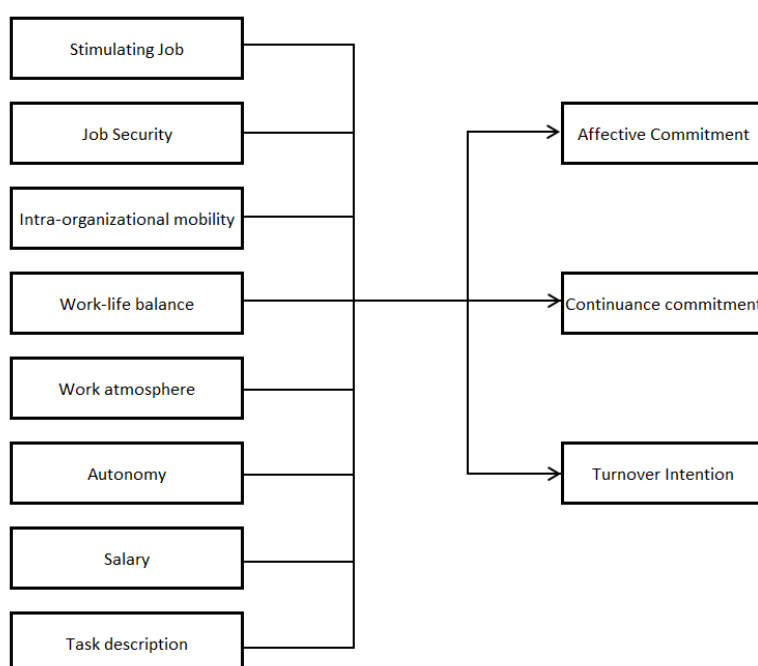 Stimulating Job
Job Security
Intra-organizational mobility
Work-life balance
Work atmosphere
Autonomy
Salary
Task description
Affective Commitment
Continuance commitment
Turnover Intention